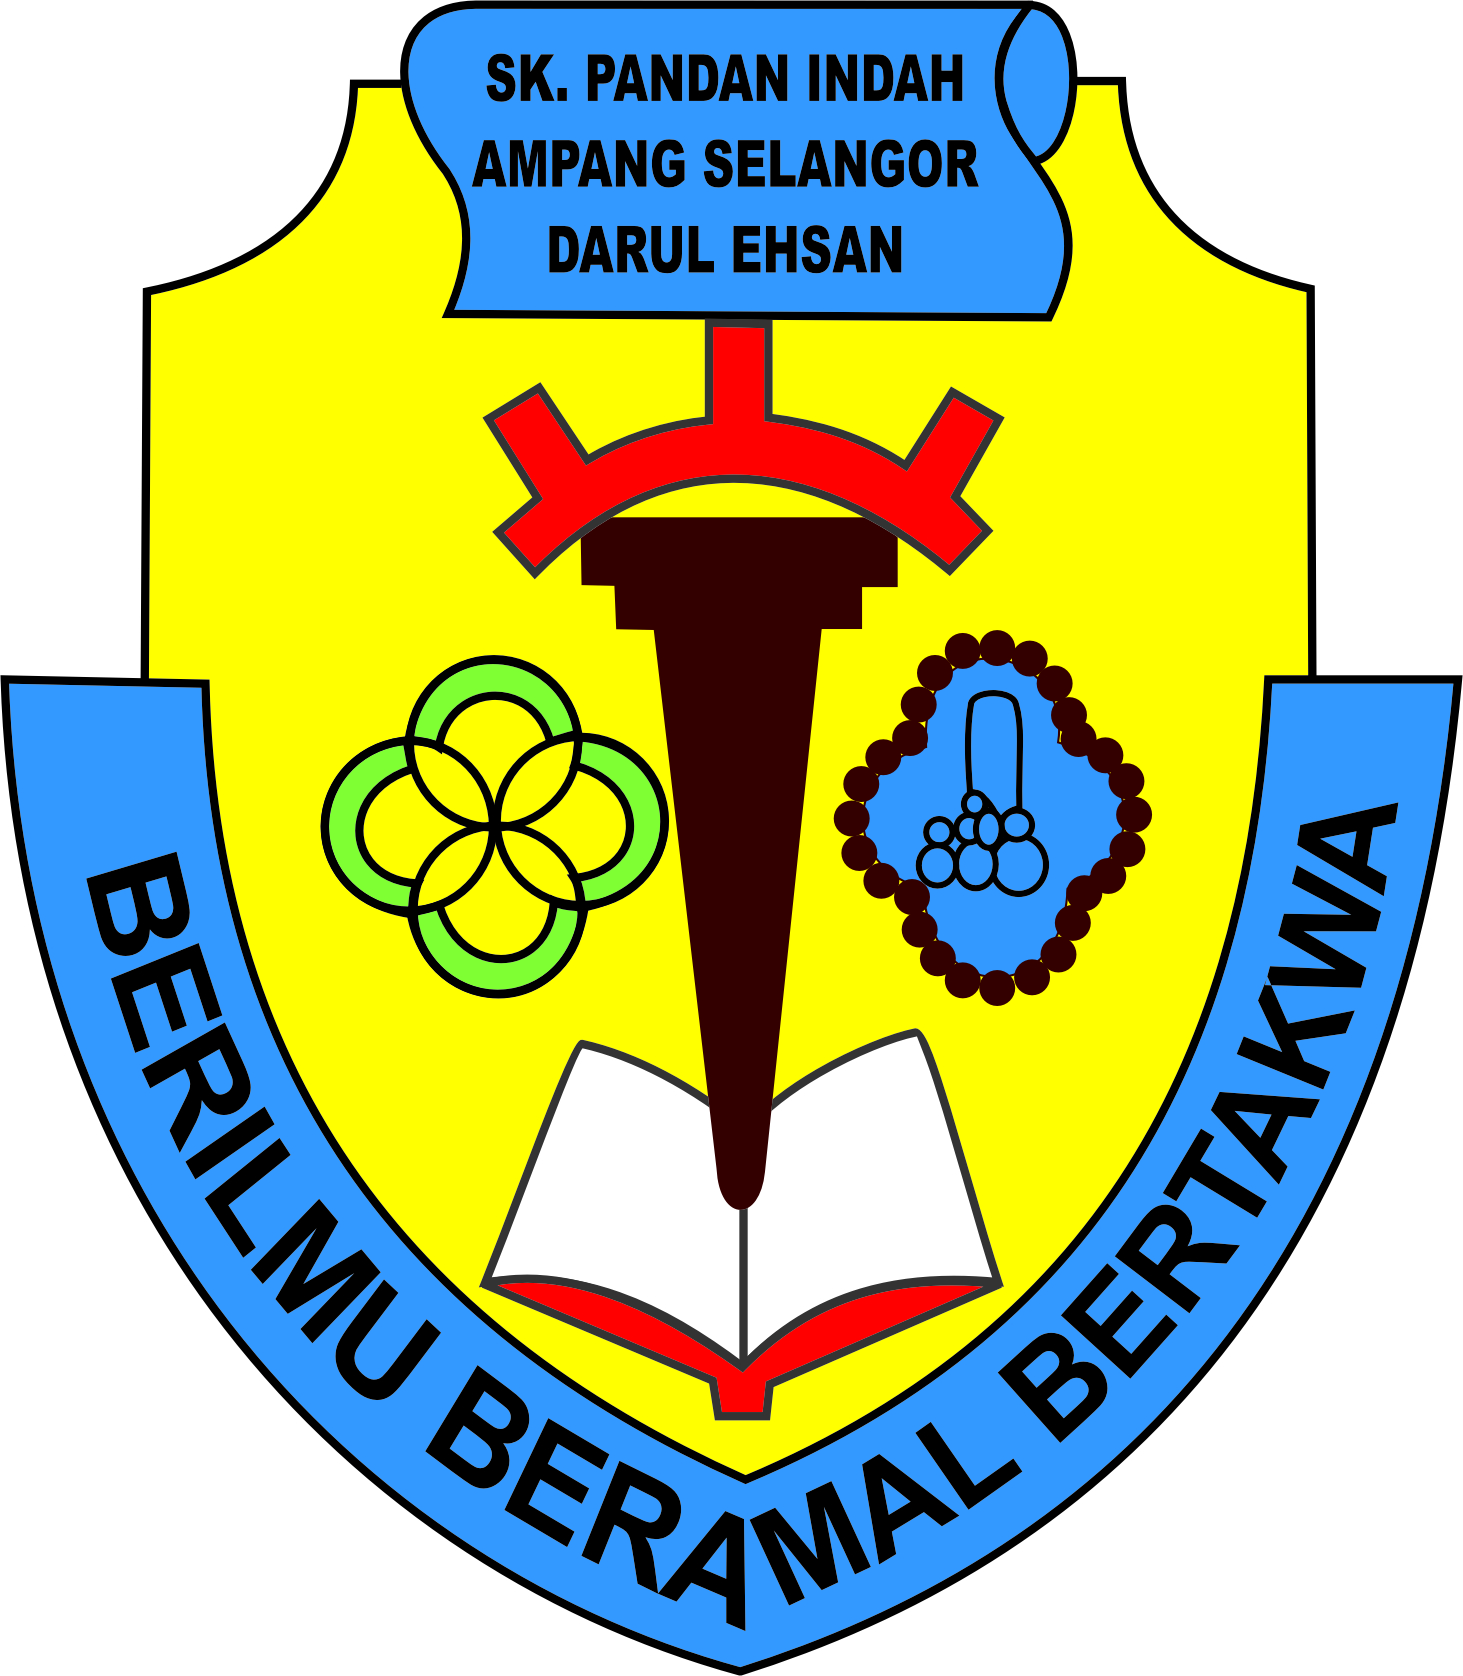 SK. PANDAN INDAH
AMPANG SELANGOR
DARUL EHSAN
BERILMU BERAMAL BERTAKWA